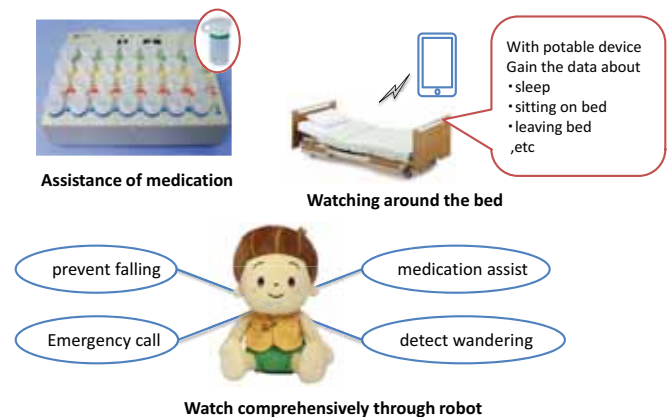 With potable device
Gain the data about
・sleep
・sitting on bed
・leaving bed
,etc
Assistance of medication
Watching around the bed
prevent falling
medication assist
Emergency call
detect wandering
Watch comprehensively through robot